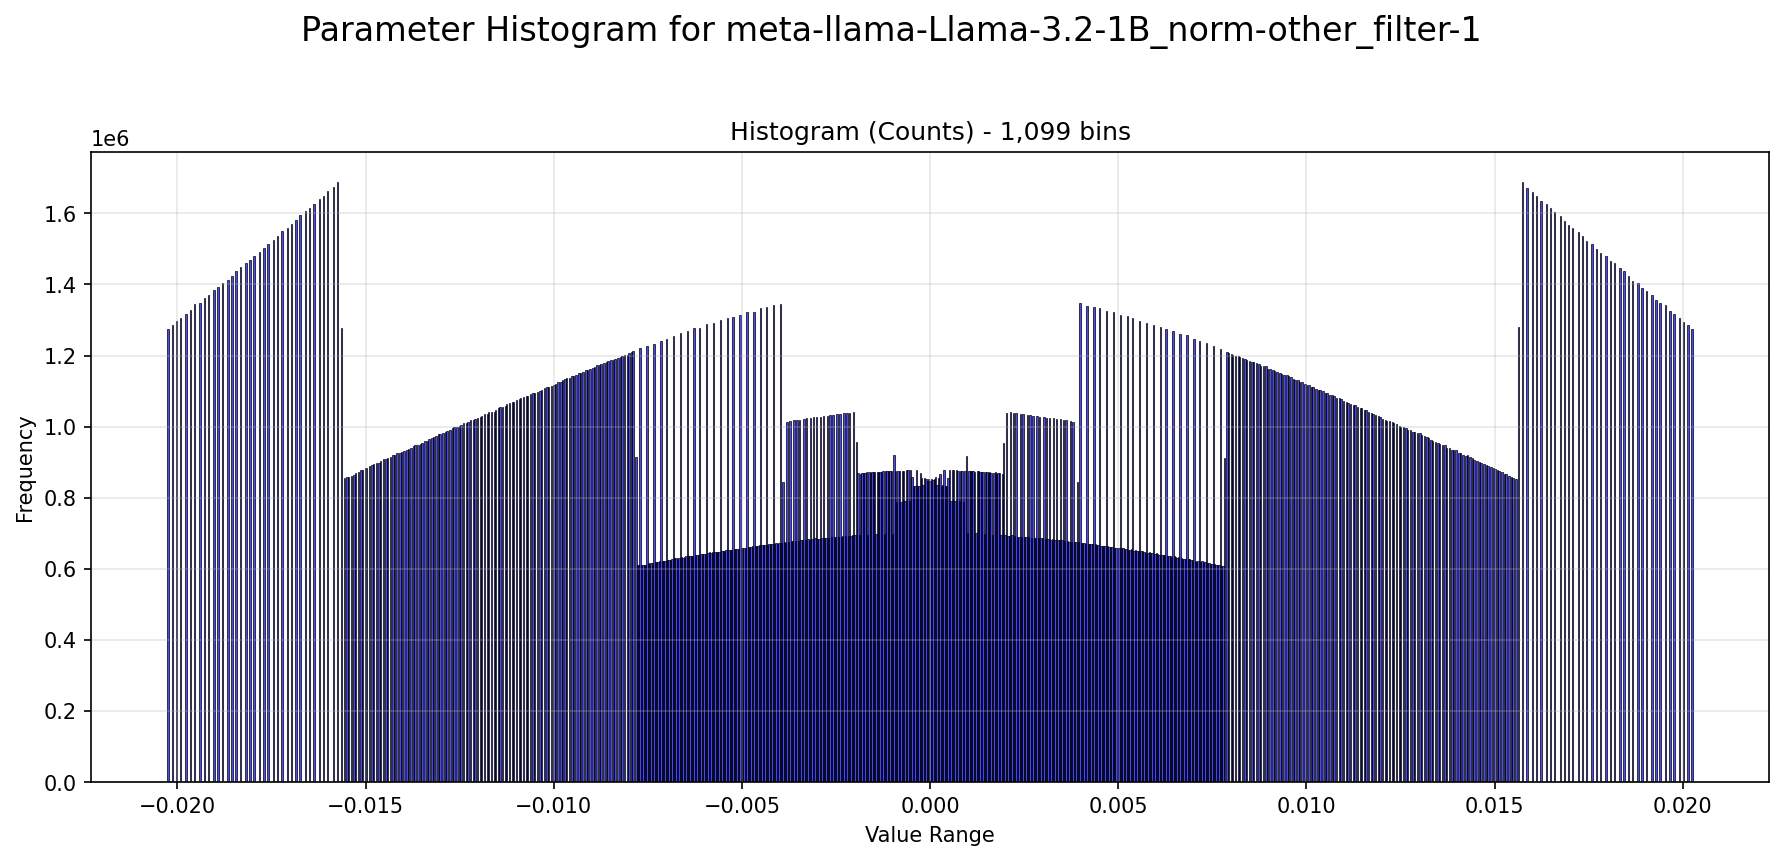 Parameter Histogram for meta-llama-Llama-3.2-1B_norm-other_filter-1
Histogram (Counts) - 1,099 bins
1e6
1.6
1.4
1.2
1.0
0.8
0.6
0.4
0.2
0.0
Frequency
−0.020 −0.015 −0.010 −0.005 0.000 0.005 0.010 0.015 0.020
Value Range